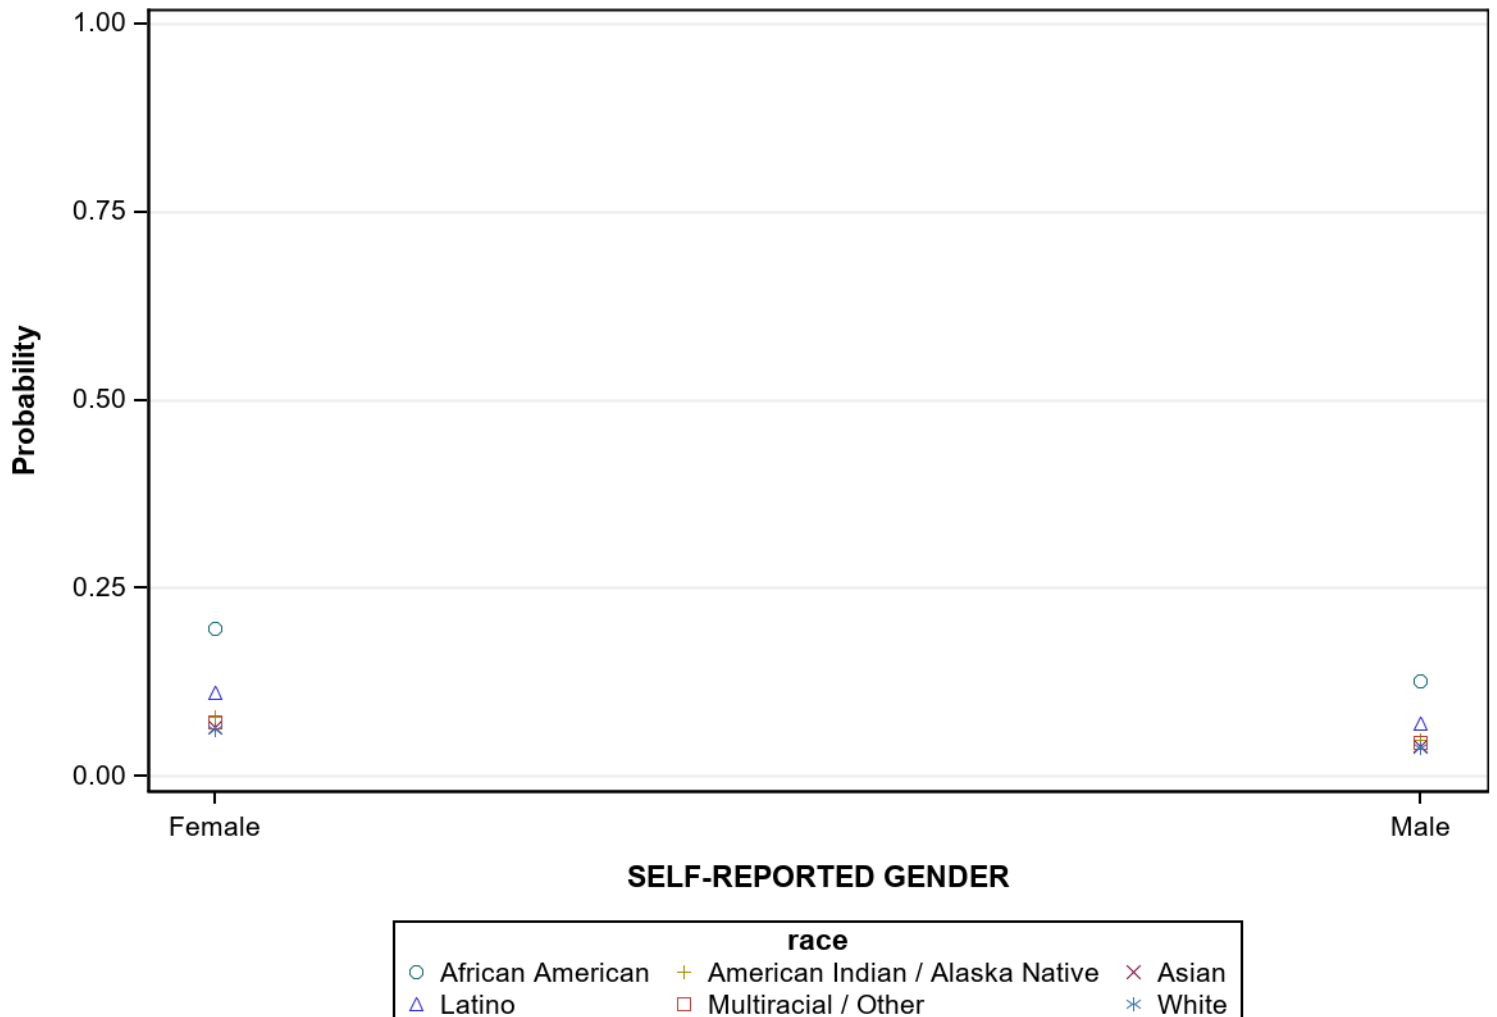 1.00
0.75
Probability
0.50
0.25
0.00
Female Male
SELF-REPORTED GENDER
race
African American American Indian / Alaska Native Asian
Latino Multiracial / Other White